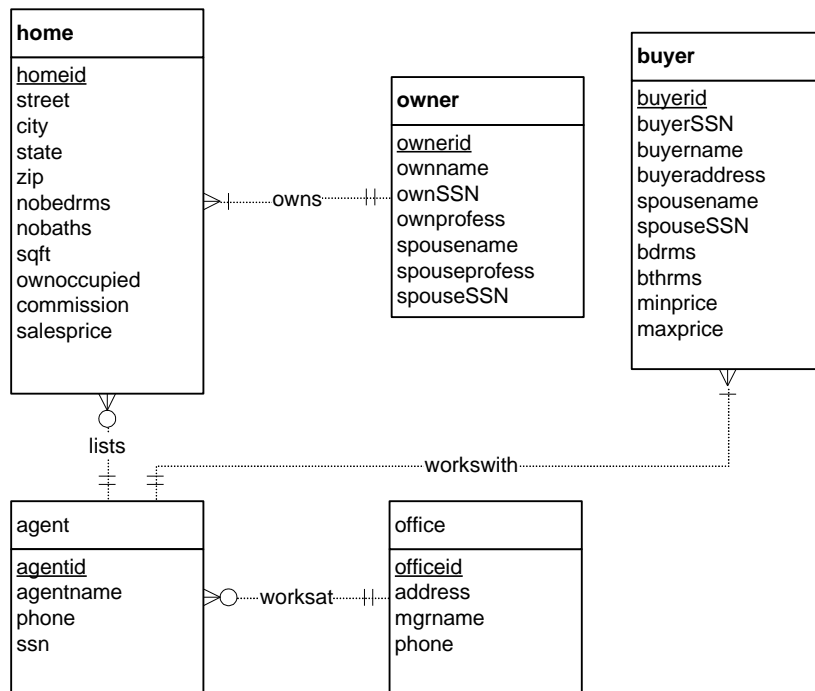 home
homeid
street
city
state
zip
nobedrms
nobaths
sqft
ownoccupied
commission
salesprice
owns
owner
ownerid
ownname
ownSSN
ownprofess
spousename
spouseprofess
spouseSSN
buyer
buyerid
buyerSSN
buyername
buyeraddress
spousename
spouseSSN
bdrms
bthrms
minprice
maxprice
lists
workswith
agent
agentid
agentname
phone
ssn
worksat
office
officeid
address
mgrname
phone